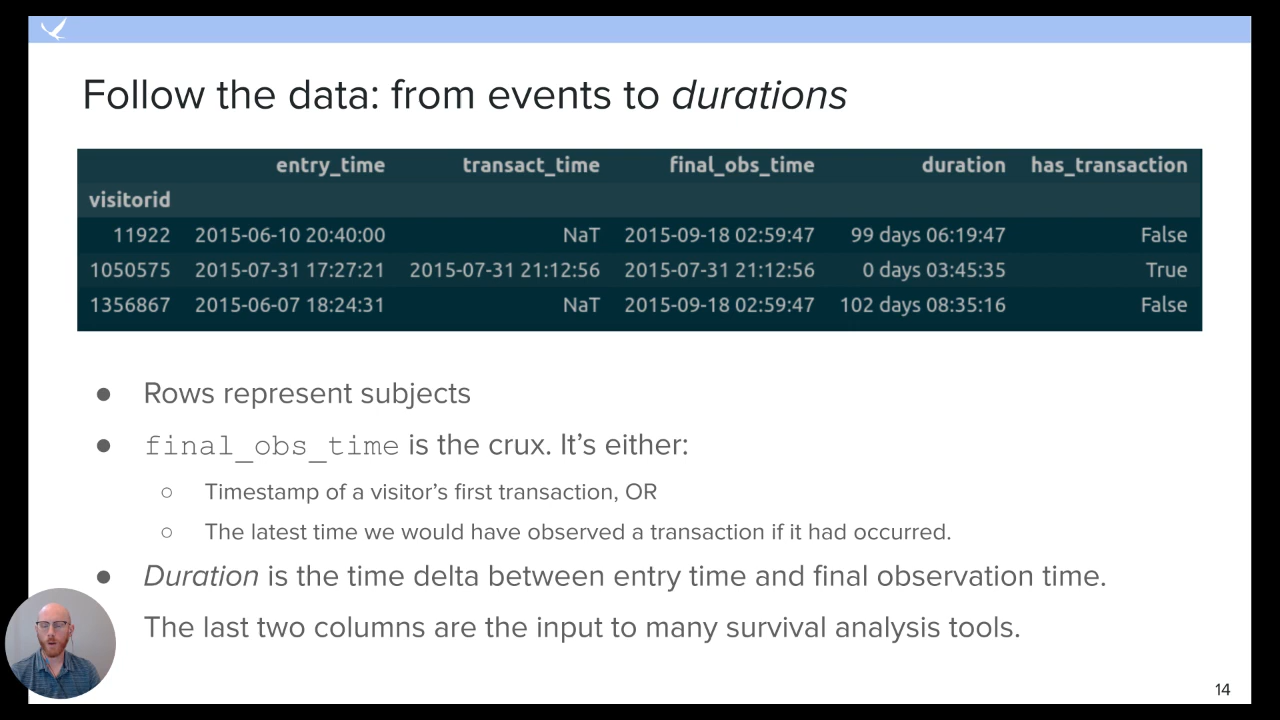 Follow the data: from events to durations
entry_time transact_time final_obs_time duration has_transaction
visitorid
11922 2015-06-10 20:40:00 NaT 2015-09-18 02:59:47 99 days 06:19:47 False
1050575 2015-07-31 17:27:21 2015-07-31 21:12:56 2015-07-31 21:12:56 0 days 03:45:35 True
1356867 2015-06-07 18:24:31 NaT 2015-09-18 02:59:47 102 days 08:35:16 False
● Rows represent subjects
● final_obs_time is the crux. It’s either:
○ Timestamp of a visitor’s first transaction, OR
○ The latest time we would have observed a transaction if it had occurred.
● Duration is the time delta between entry time and final observation time.
The last two columns are the input to many survival analysis tools.
14